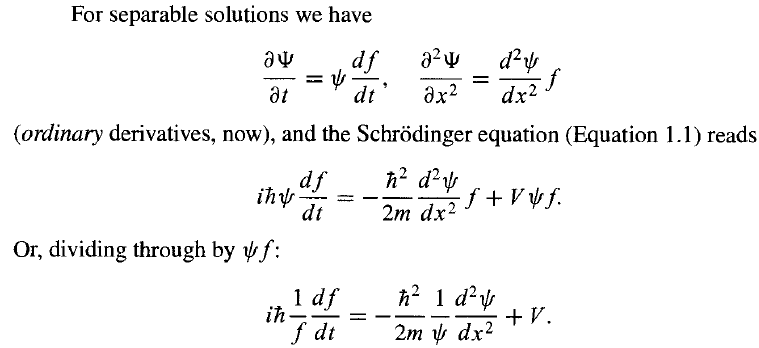 For separable solutions we have
∂Ψ/∂t = ψ df/dt, ∂²Ψ/∂x² = d²ψ/dx² f
(ordinary derivatives, now), and the Schrödinger equation (Equation 1.1) reads
iℏψ df/dt = −ℏ²/2m d²ψ/dx² f + Vψf.
Or, dividing through by ψf:
iℏ 1/f df/dt = −ℏ²/2m 1/ψ d²ψ/dx² + V.